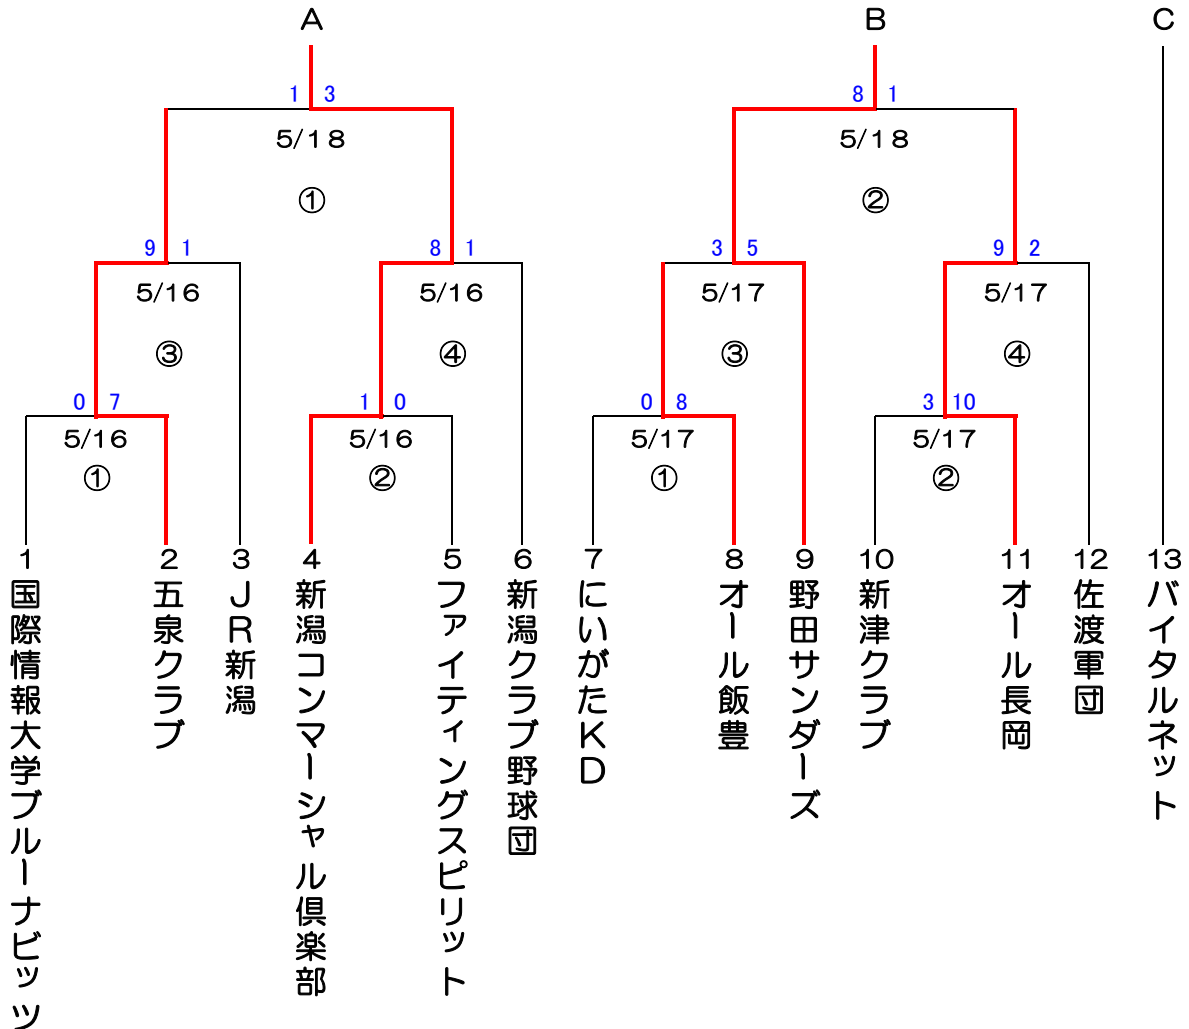 A B C
1 3 8 1
5/18 5/18
① ②
9 1 8 1 3 5 9 2
5/16 5/16 5/17 5/17
③ ④ ③ ④
0 7 1 0 0 8 3 10
5/16 5/16 5/17 5/17
① ② ① ②
1 2 3 4 5 6 7 8 9 10 11 12 13
国際情報大学ブルーナビッツ
五泉クラブ
JR新潟
新潟コンマーシャル倶楽部
ファイティングスピリット
新潟クラブ野球団
にいがたKD
オール飯豊
野田サンダーズ
新津クラブ
オール長岡
佐渡軍団
バイタルネット